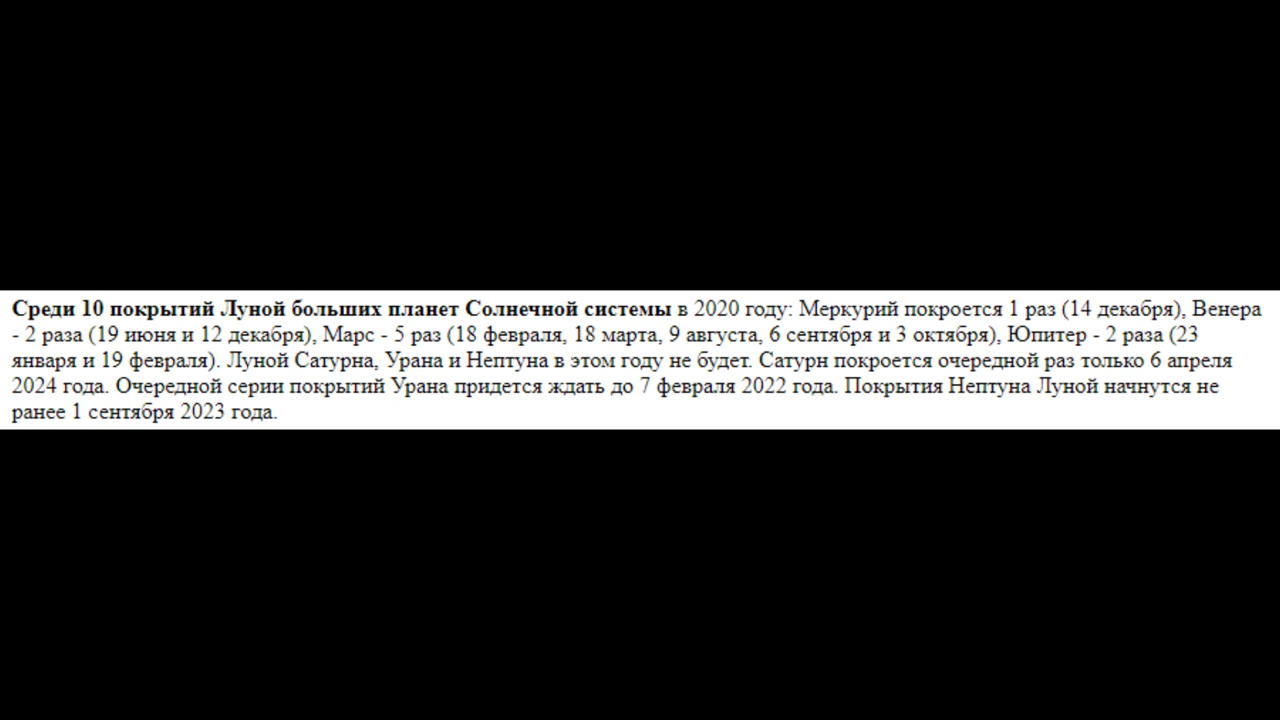 Среди 10 покрытий Луной больших планет Солнечной системы в 2020 году: Меркурий покроется 1 раз (14 декабря), Венера
- 2 раза (19 июня и 12 декабря), Марс - 5 раз (18 февраля, 18 марта, 9 августа, 6 сентября и 3 октября), Юпитер - 2 раза (23
января и 19 февраля). Луной Сатурна, Урана и Нептуна в этом году не будет. Сатурн покроется очередной раз только 6 апреля
2024 года. Очередной серии покрытий Урана придется ждать до 7 февраля 2022 года. Покрытия Нептуна Луной начнутся не
ранее 1 сентября 2023 года.